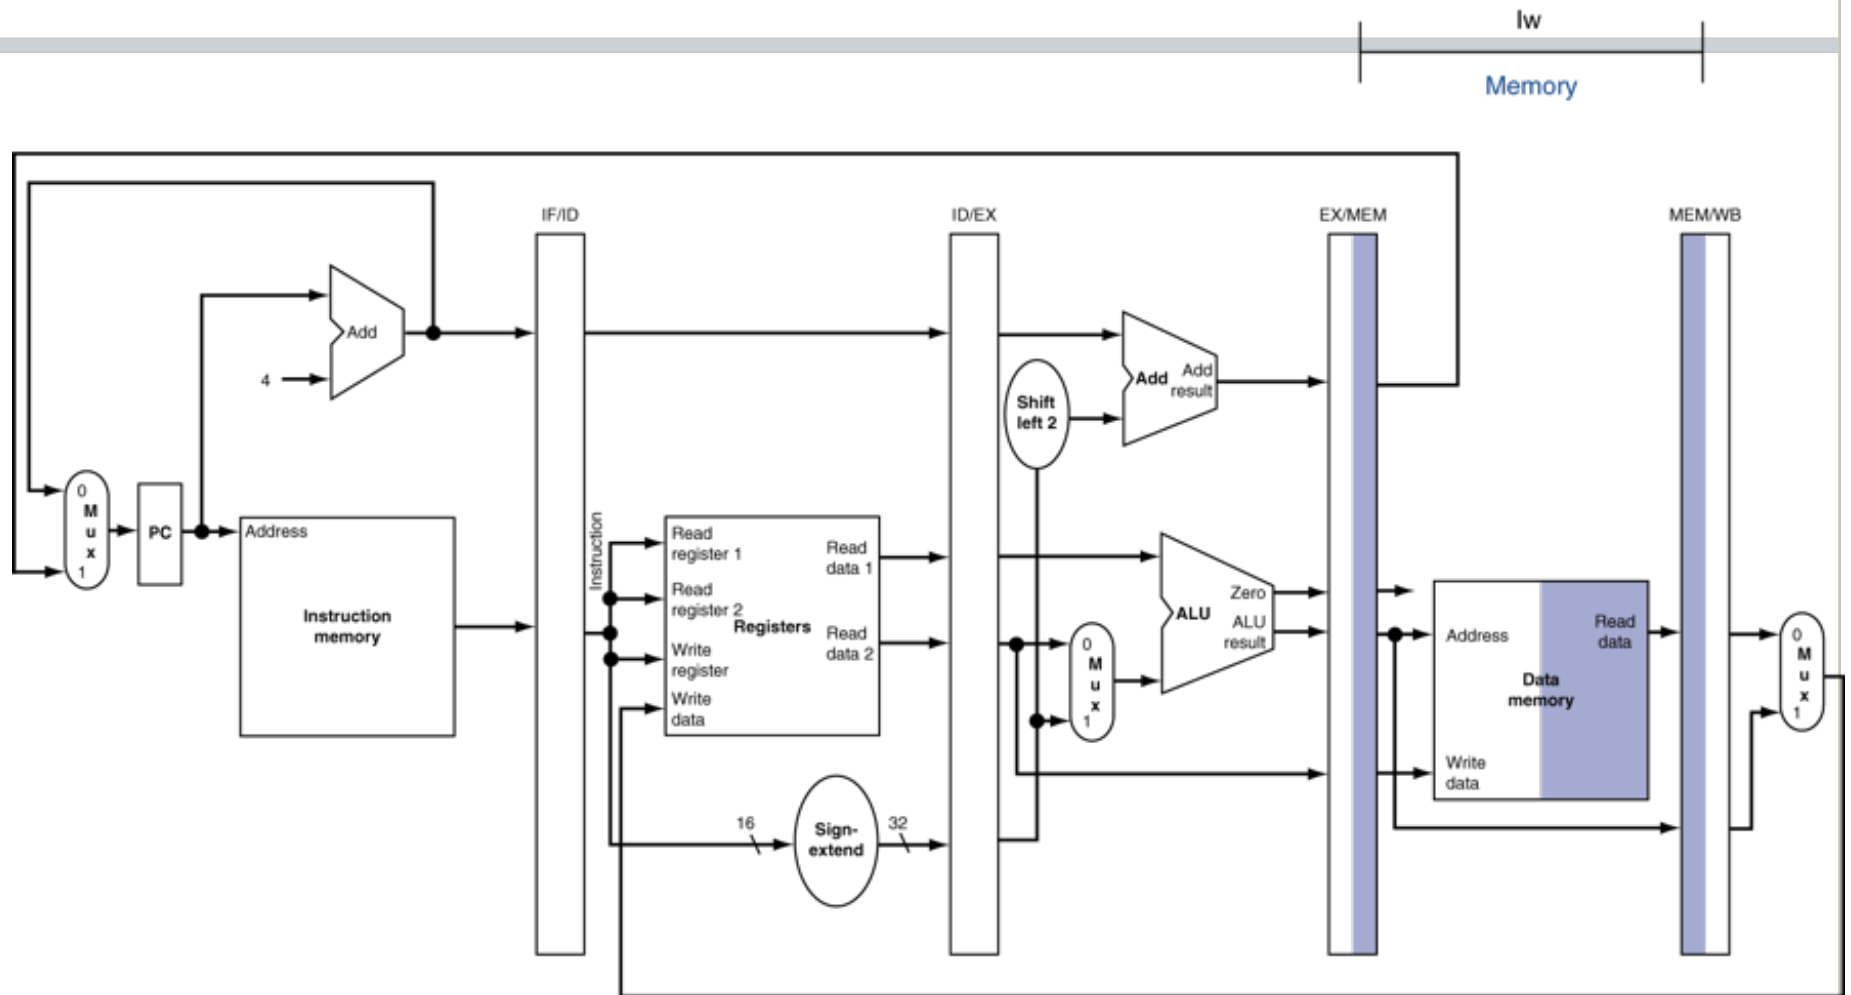 lw
Memory
IF/ID
ID/EX
EX/MEM
MEM/WB
Add
4
Add
Add
result
Shift
left 2
0
M
u
x
1
PC
Address
Instruction
memory
Instruction
Read
register 1
Read
register 2
Write
register
Write
data
Registers
Read
data 1
Read
data 2
16
Sign-
extend
32
0
M
u
x
1
Zero
ALU
ALU
result
Address
Read
data
Data
memory
Write
data
0
M
u
x
1